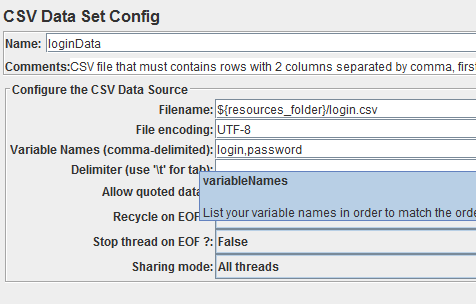 CSV Data Set Config
Name: loginData
Comments: CSV file that must contains rows with 2 columns separated by comma, first
Configure the CSV Data Source
Filename: ${resources_folder}/login.csv
File encoding: UTF-8
Variable Names (comma-delimited): login,password
Delimiter (use '\t' for tab):
variableNames
Allow quoted data
List your variable names in order to match the orde
Recycle on EOF
Stop thread on EOF ?: False
Sharing mode: All threads